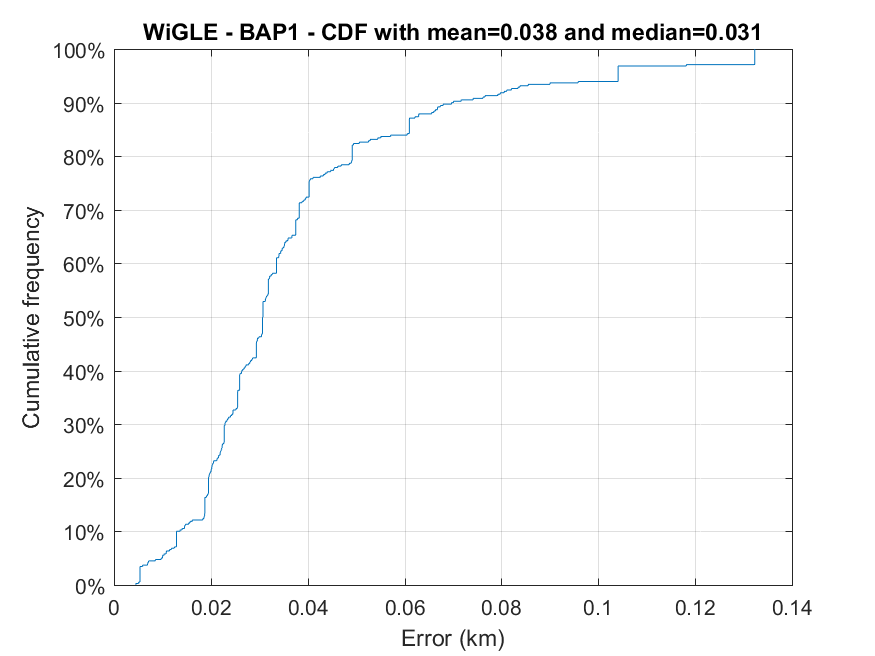 WiGLE - BAP1 - CDF with mean=0.038 and median=0.031
100%
90%
80%
70%
60%
50%
40%
30%
20%
10%
0%
Cumulative frequency
0 0.02 0.04 0.06 0.08 0.1 0.12 0.14
Error (km)